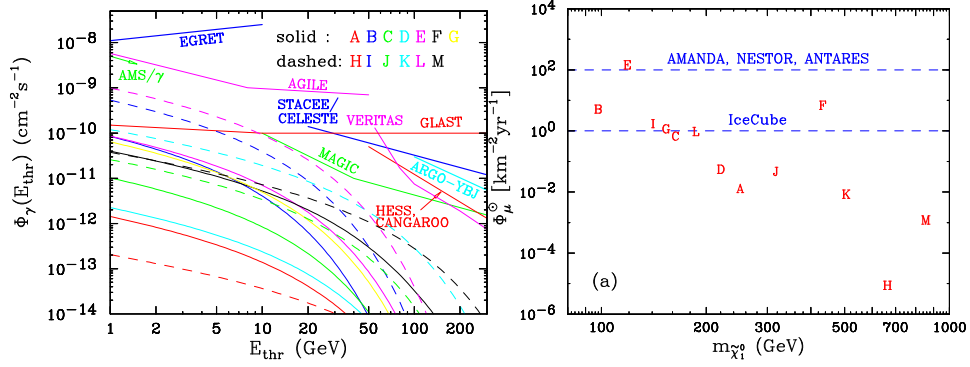 Φγ(Ethr) (cm−2s−1)
10−8
10−9
10−10
10−11
10−12
10−13
10−14
EGRET
solid : A B C D E F G
dashed: H I J K L M
AMS/γ
AGILE
STACEE/
CELESTE
VERITAS
GLAST
MAGIC
ARGO-YBJ
HESS,
CANGAROO
1 2 5 10 20 50 100 200
Ethr (GeV)
Φμ⊙ [km−2yr−1]
10⁴
10²
10⁰
10−2
10−4
10−6
AMANDA, NESTOR, ANTARES
E
B
F
IceCube
I
G
C
L
D
J
A
K
M
H
(a)
100 200 300 500 700 1000
mχ̃₁⁰ (GeV)